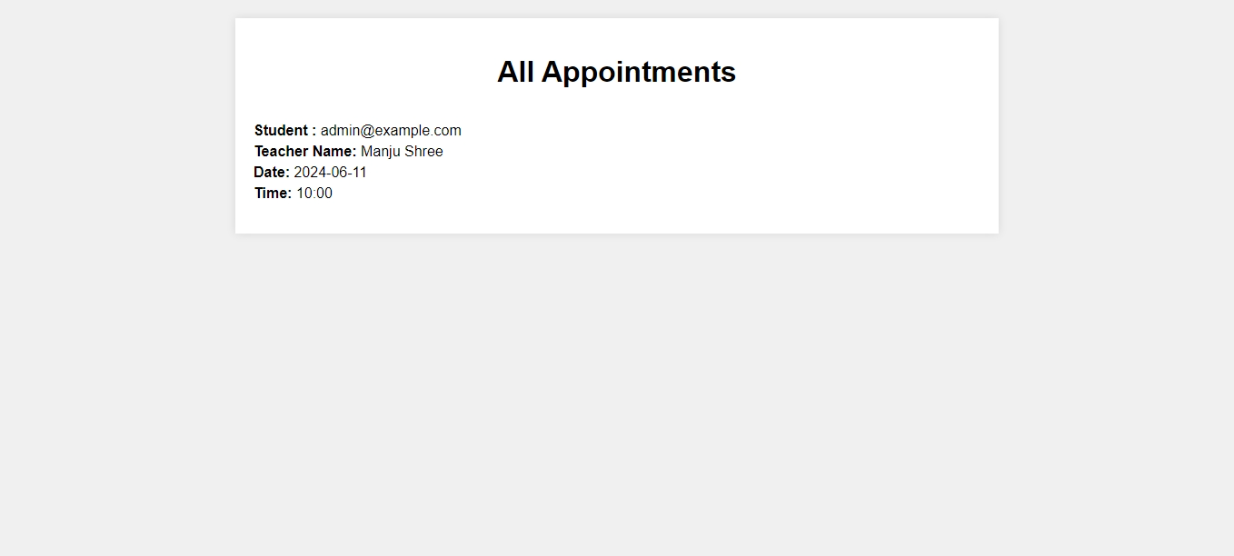 All Appointments
Student : admin@example.com
Teacher Name: Manju Shree
Date: 2024-06-11
Time: 10:00